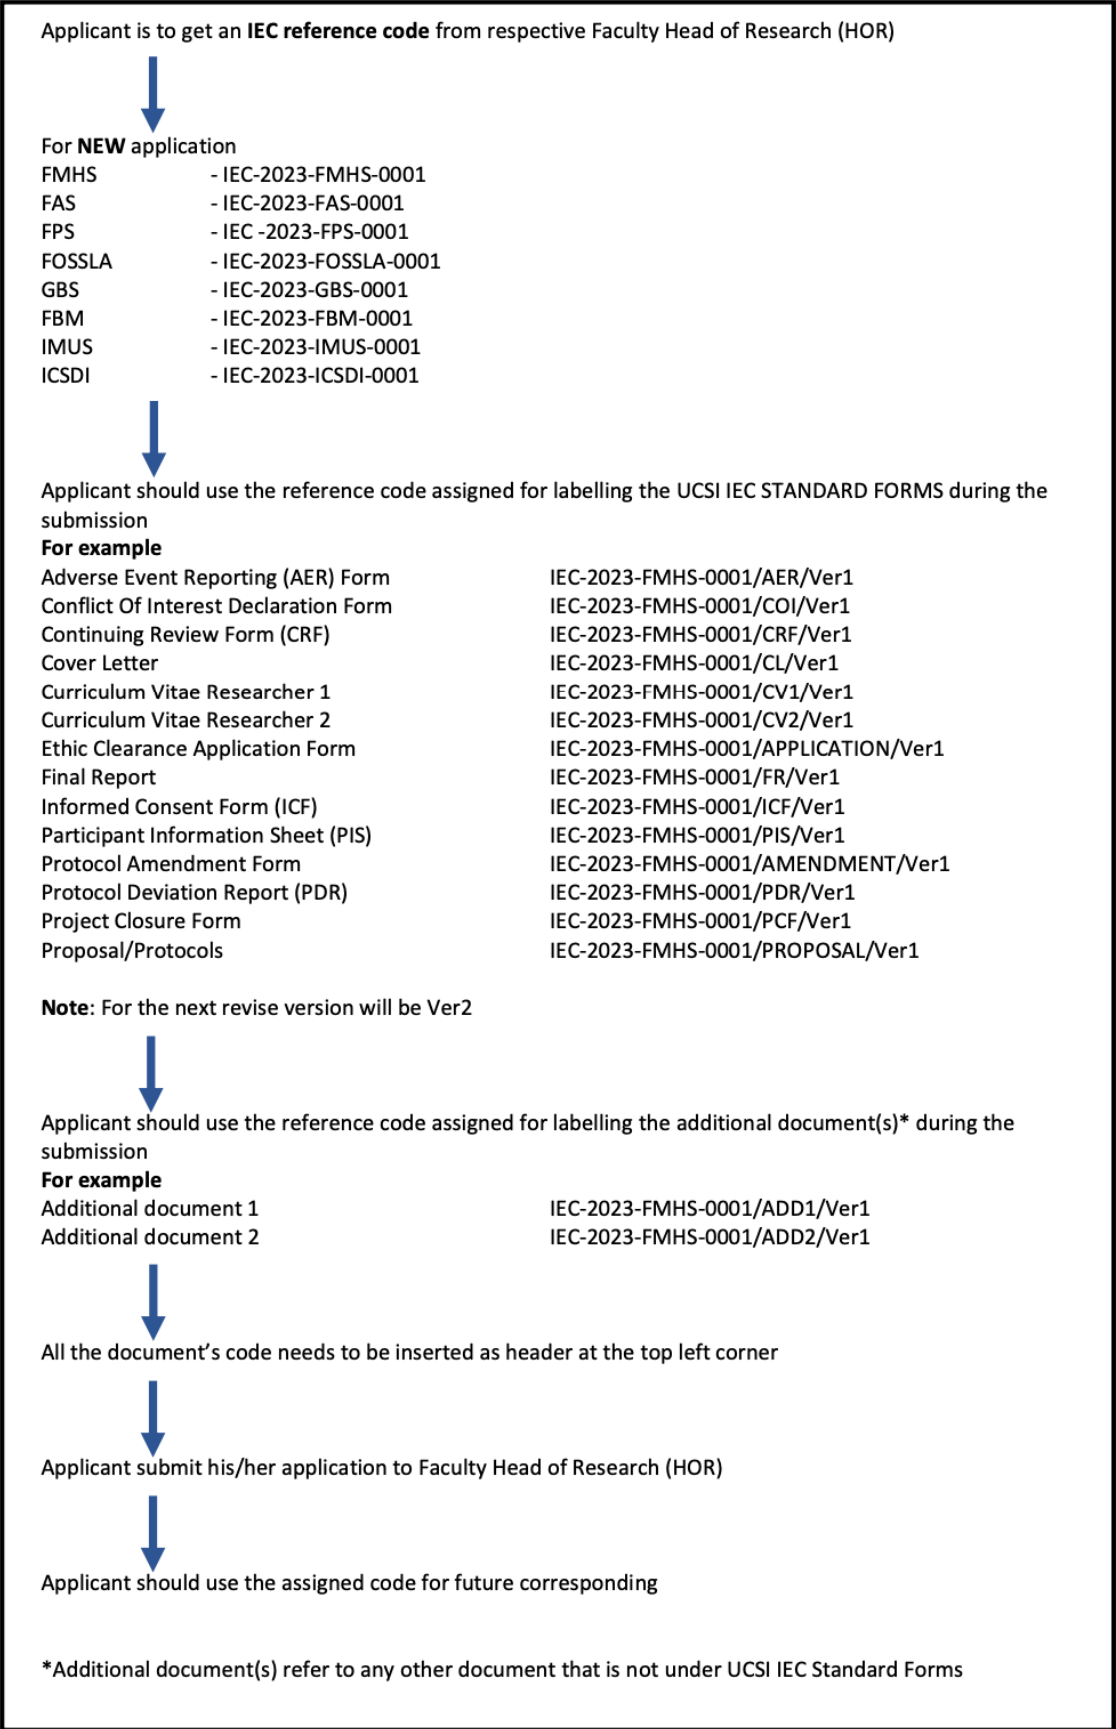 Applicant is to get an IEC reference code from respective Faculty Head of Research (HOR)
For NEW application
FMHS - IEC-2023-FMHS-0001
FAS - IEC-2023-FAS-0001
FPS - IEC -2023-FPS-0001
FOSSLA - IEC-2023-FOSSLA-0001
GBS - IEC-2023-GBS-0001
FBM - IEC-2023-FBM-0001
IMUS - IEC-2023-IMUS-0001
ICSDI - IEC-2023-ICSDI-0001
Applicant should use the reference code assigned for labelling the UCSI IEC STANDARD FORMS during the
submission
For example
Adverse Event Reporting (AER) Form IEC-2023-FMHS-0001/AER/Ver1
Conflict Of Interest Declaration Form IEC-2023-FMHS-0001/COI/Ver1
Continuing Review Form (CRF) IEC-2023-FMHS-0001/CRF/Ver1
Cover Letter IEC-2023-FMHS-0001/CL/Ver1
Curriculum Vitae Researcher 1 IEC-2023-FMHS-0001/CV1/Ver1
Curriculum Vitae Researcher 2 IEC-2023-FMHS-0001/CV2/Ver1
Ethic Clearance Application Form IEC-2023-FMHS-0001/APPLICATION/Ver1
Final Report IEC-2023-FMHS-0001/FR/Ver1
Informed Consent Form (ICF) IEC-2023-FMHS-0001/ICF/Ver1
Participant Information Sheet (PIS) IEC-2023-FMHS-0001/PIS/Ver1
Protocol Amendment Form IEC-2023-FMHS-0001/AMENDMENT/Ver1
Protocol Deviation Report (PDR) IEC-2023-FMHS-0001/PDR/Ver1
Project Closure Form IEC-2023-FMHS-0001/PCF/Ver1
Proposal/Protocols IEC-2023-FMHS-0001/PROPOSAL/Ver1
Note: For the next revise version will be Ver2
Applicant should use the reference code assigned for labelling the additional document(s)* during the
submission
For example
Additional document 1 IEC-2023-FMHS-0001/ADD1/Ver1
Additional document 2 IEC-2023-FMHS-0001/ADD2/Ver1
All the document’s code needs to be inserted as header at the top left corner
Applicant submit his/her application to Faculty Head of Research (HOR)
Applicant should use the assigned code for future corresponding
*Additional document(s) refer to any other document that is not under UCSI IEC Standard Forms